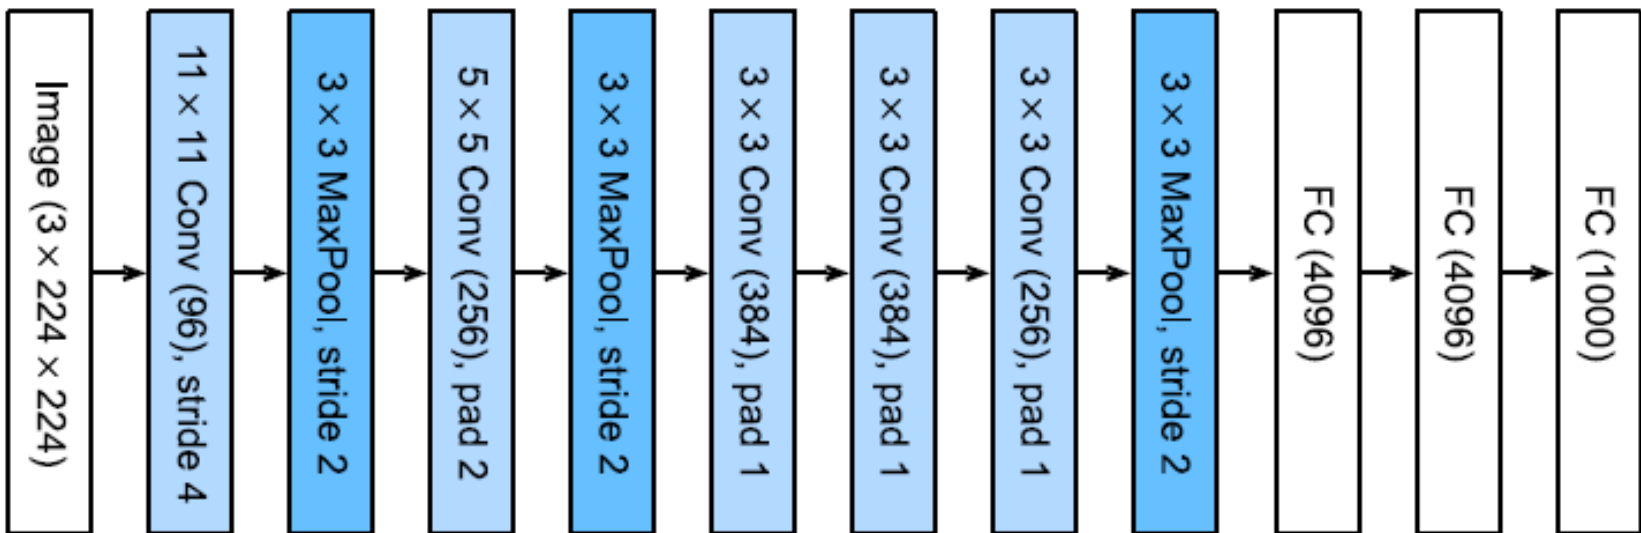 Image (3 × 224 × 224)
11 × 11 Conv (96), stride 4
3 × 3 MaxPool, stride 2
5 × 5 Conv (256), pad 2
3 × 3 MaxPool, stride 2
3 × 3 Conv (384), pad 1
3 × 3 Conv (384), pad 1
3 × 3 Conv (256), pad 1
3 × 3 MaxPool, stride 2
FC (4096)
FC (4096)
FC (1000)